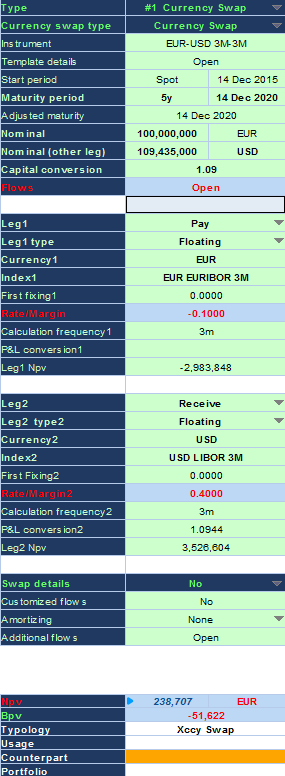 Type #1 Currency Swap
Currency swap type Currency Swap
Instrument EUR-USD 3M-3M
Template details Open
Start period Spot 14 Dec 2015
Maturity period 5y 14 Dec 2020
Adjusted maturity 14 Dec 2020
Nominal 100,000,000 EUR
Nominal (other leg) 109,435,000 USD
Capital conversion 1.09
Flows Open
Leg1 Pay
Leg1 type Floating
Currency1 EUR
Index1 EUR EURIBOR 3M
First fixing1 0.0000
Rate/Margin -0.1000
Calculation frequency1 3m
P&L conversion1
Leg1 Npv -2,983,848
Leg2 Receive
Leg2 type2 Floating
Currency2 USD
Index2 USD LIBOR 3M
First Fixing2 0.0000
Rate/Margin2 0.4000
Calculation frequency2 3m
P&L conversion2 1.0944
Leg2 Npv 3,526,604
Swap details No
Customized flows No
Amortizing None
Additional flows Open
Npv 238,707 EUR
Bpv -51,622
Typology Xccy Swap
Usage
Counterpart
Portfolio